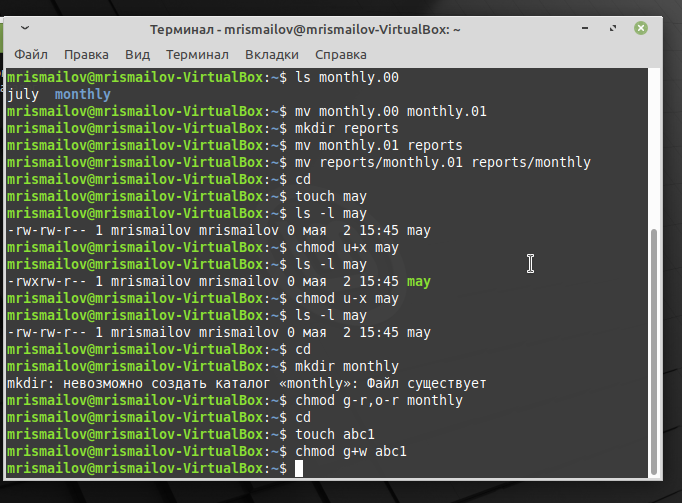 Терминал - mrismailov@mrismailov-VirtualBox: ~
Файл Правка Вид Терминал Вкладки Справка
mrismailov@mrismailov-VirtualBox:~$ ls monthly.00
july  monthly
mrismailov@mrismailov-VirtualBox:~$ mv monthly.00 monthly.01
mrismailov@mrismailov-VirtualBox:~$ mkdir reports
mrismailov@mrismailov-VirtualBox:~$ mv monthly.01 reports
mrismailov@mrismailov-VirtualBox:~$ mv reports/monthly.01 reports/monthly
mrismailov@mrismailov-VirtualBox:~$ cd
mrismailov@mrismailov-VirtualBox:~$ touch may
mrismailov@mrismailov-VirtualBox:~$ ls -l may
-rw-rw-r-- 1 mrismailov mrismailov 0 мая  2 15:45 may
mrismailov@mrismailov-VirtualBox:~$ chmod u+x may
mrismailov@mrismailov-VirtualBox:~$ ls -l may
-rwxrw-r-- 1 mrismailov mrismailov 0 мая  2 15:45 may
mrismailov@mrismailov-VirtualBox:~$ chmod u-x may
mrismailov@mrismailov-VirtualBox:~$ ls -l may
-rw-rw-r-- 1 mrismailov mrismailov 0 мая  2 15:45 may
mrismailov@mrismailov-VirtualBox:~$ cd
mrismailov@mrismailov-VirtualBox:~$ mkdir monthly
mkdir: невозможно создать каталог «monthly»: Файл существует
mrismailov@mrismailov-VirtualBox:~$ chmod g-r,o-r monthly
mrismailov@mrismailov-VirtualBox:~$ cd
mrismailov@mrismailov-VirtualBox:~$ touch abc1
mrismailov@mrismailov-VirtualBox:~$ chmod g+w abc1
mrismailov@mrismailov-VirtualBox:~$